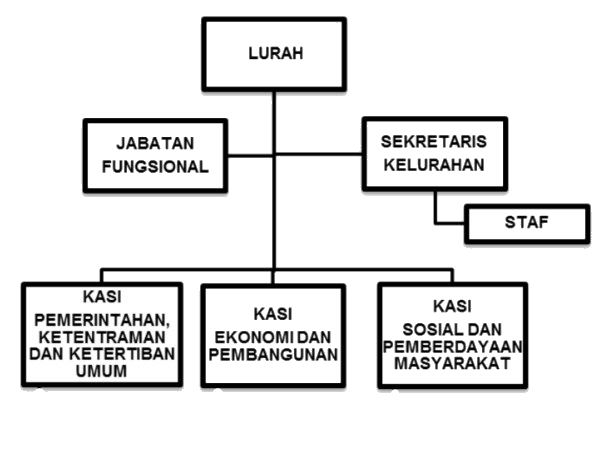 LURAH
JABATAN
FUNGSIONAL
SEKRETARIS
KELURAHAN
STAF
KASI
PEMERINTAHAN,
KETENTRAMAN
DAN KETERTIBAN
UMUM
KASI
EKONOMI DAN
PEMBANGUNAN
KASI
SOSIAL DAN
PEMBERDAYAAN
MASYARAKAT